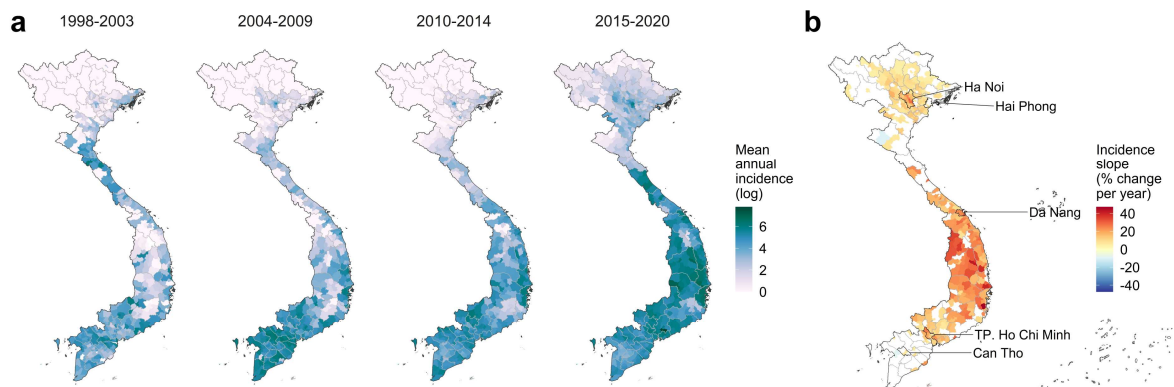 a
1998-2003
2004-2009
2010-2014
2015-2020
Mean
annual
incidence
(log)
6
4
2
0
b
Ha Noi
Hai Phong
Da Nang
TP. Ho Chi Minh
Can Tho
Incidence
slope
(% change
per year)
40
20
0
-20
-40